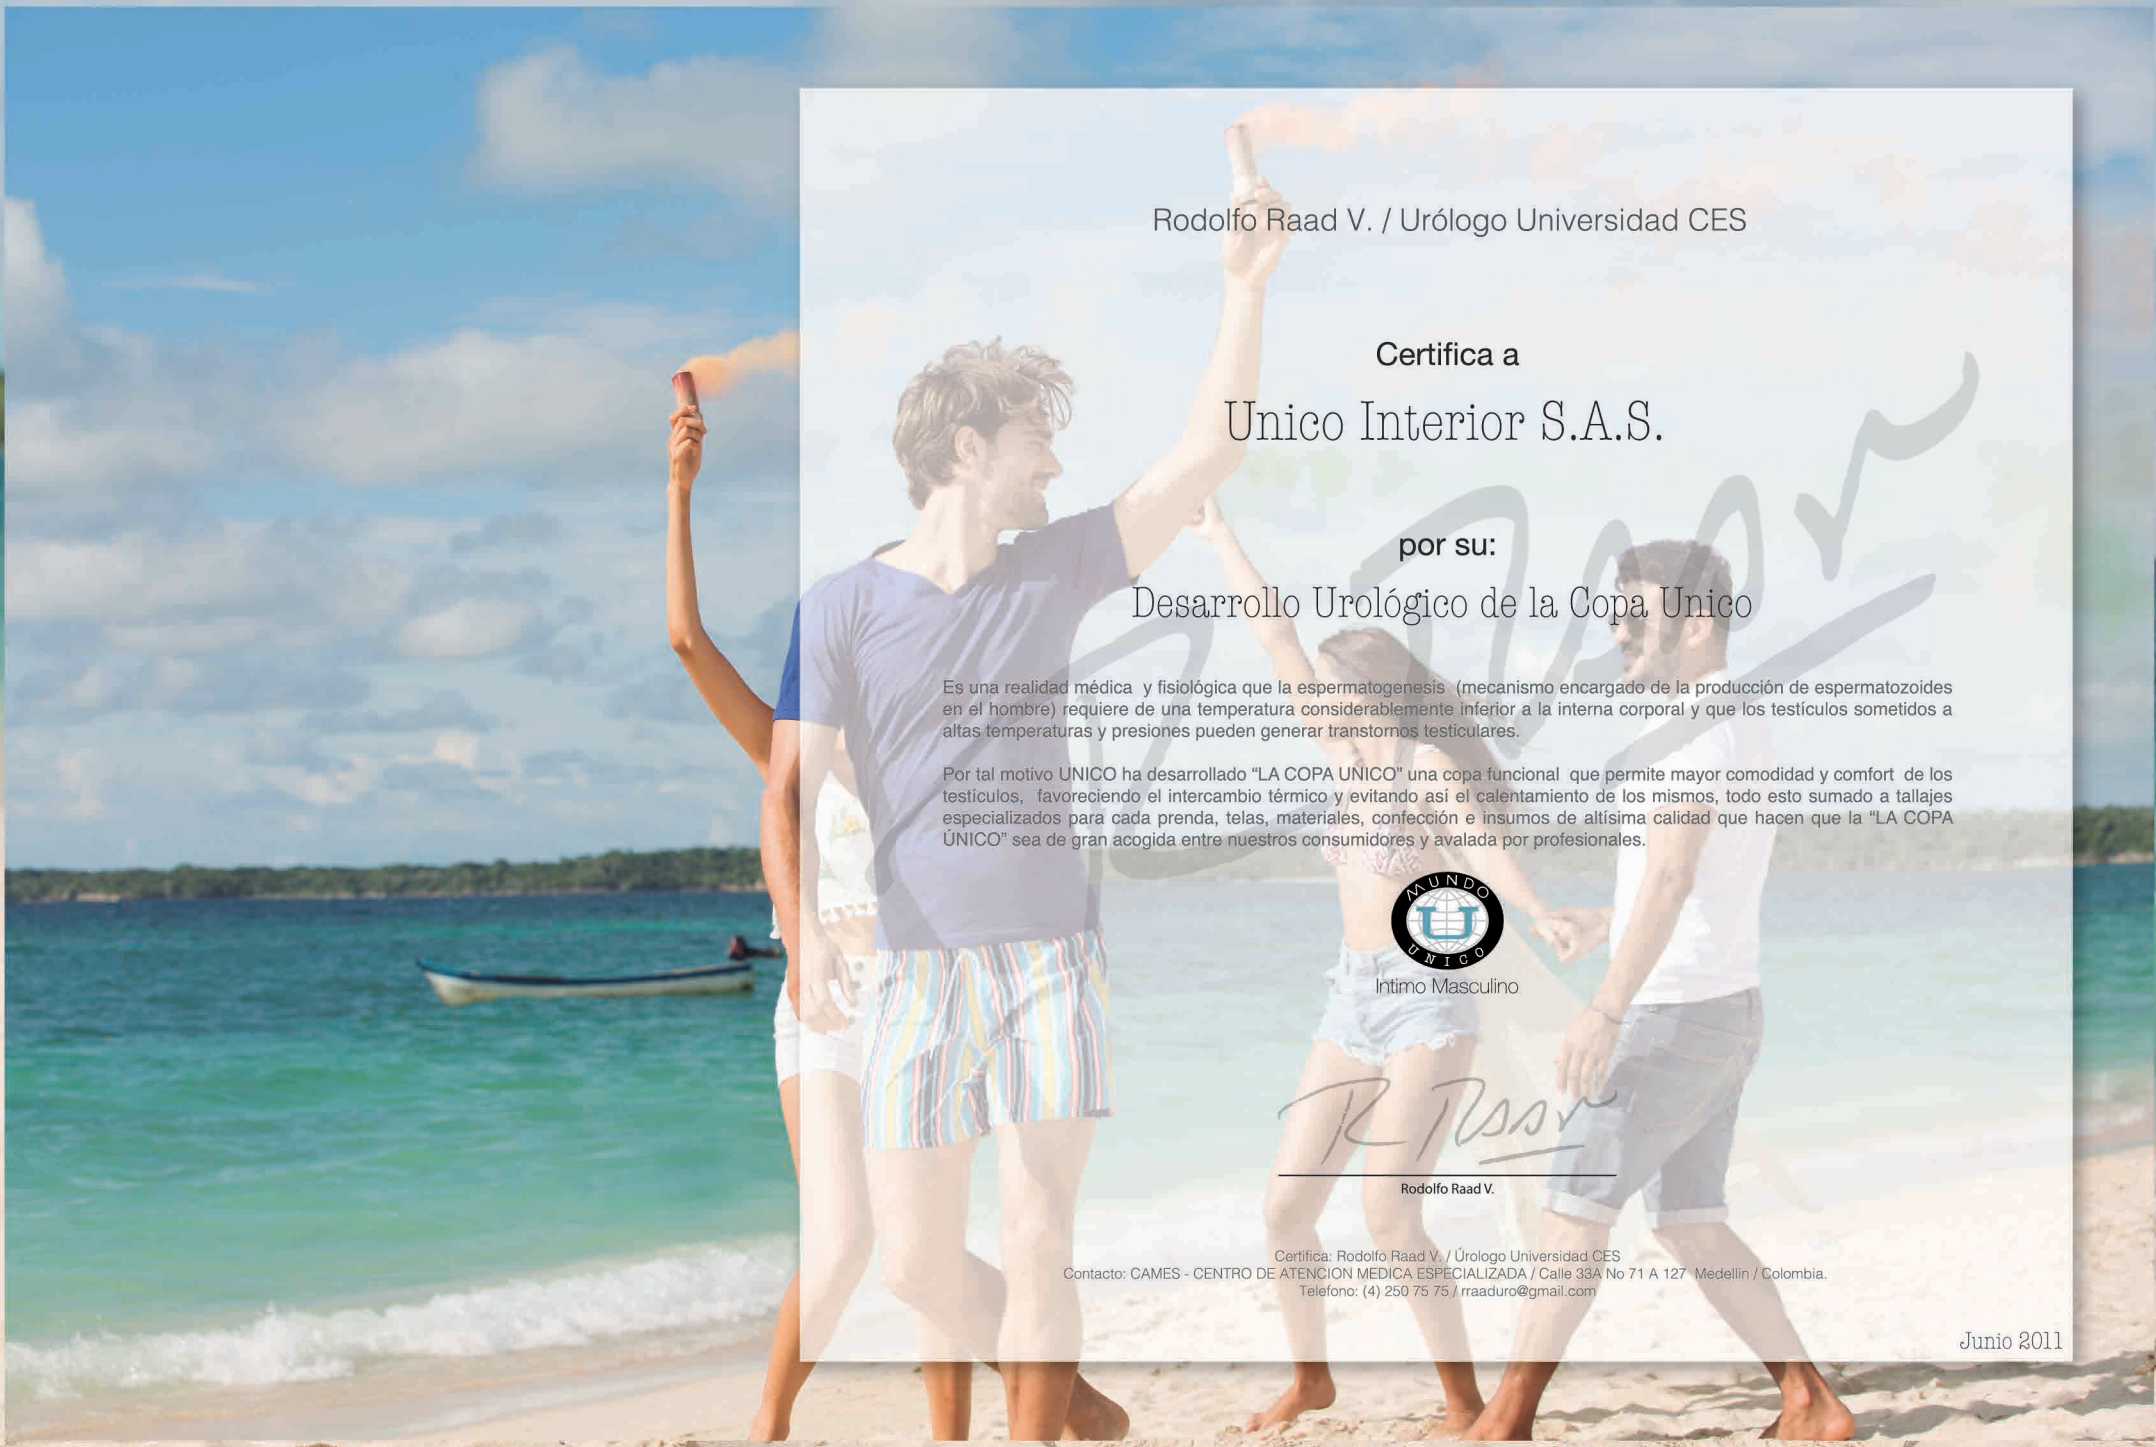 Rodolfo Raad V. / Urólogo Universidad CES
Certifica a
Unico Interior S.A.S.
por su:
Desarrollo Urológico de la Copa Unico
Es una realidad médica y fisiológica que la espermatogenesis (mecanismo encargado de la producción de espermatozoides
en el hombre) requiere de una temperatura considerablemente inferior a la interna corporal y que los testículos sometidos a
altas temperaturas y presiones pueden generar transtornos testiculares.
Por tal motivo UNICO ha desarrollado “LA COPA UNICO” una copa funcional que permite mayor comodidad y comfort de los
testículos, favoreciendo el intercambio térmico y evitando así el calentamiento de los mismos, todo esto sumado a tallajes
especializados para cada prenda, telas, materiales, confección e insumos de altísima calidad que hacen que la “LA COPA
ÚNICO” sea de gran acogida entre nuestros consumidores y avalada por profesionales.
MUNDO
U
UNICO
Intimo Masculino
R Raar
Rodolfo Raad V.
Certifica: Rodolfo Raad V. / Úrologo Universidad CES
Contacto: CAMES - CENTRO DE ATENCION MEDICA ESPECIALIZADA / Calle 33A No 71 A 127 Medellín / Colombia.
Telefono: (4) 250 75 75 / rraaduro@gmail.com
Junio 2011